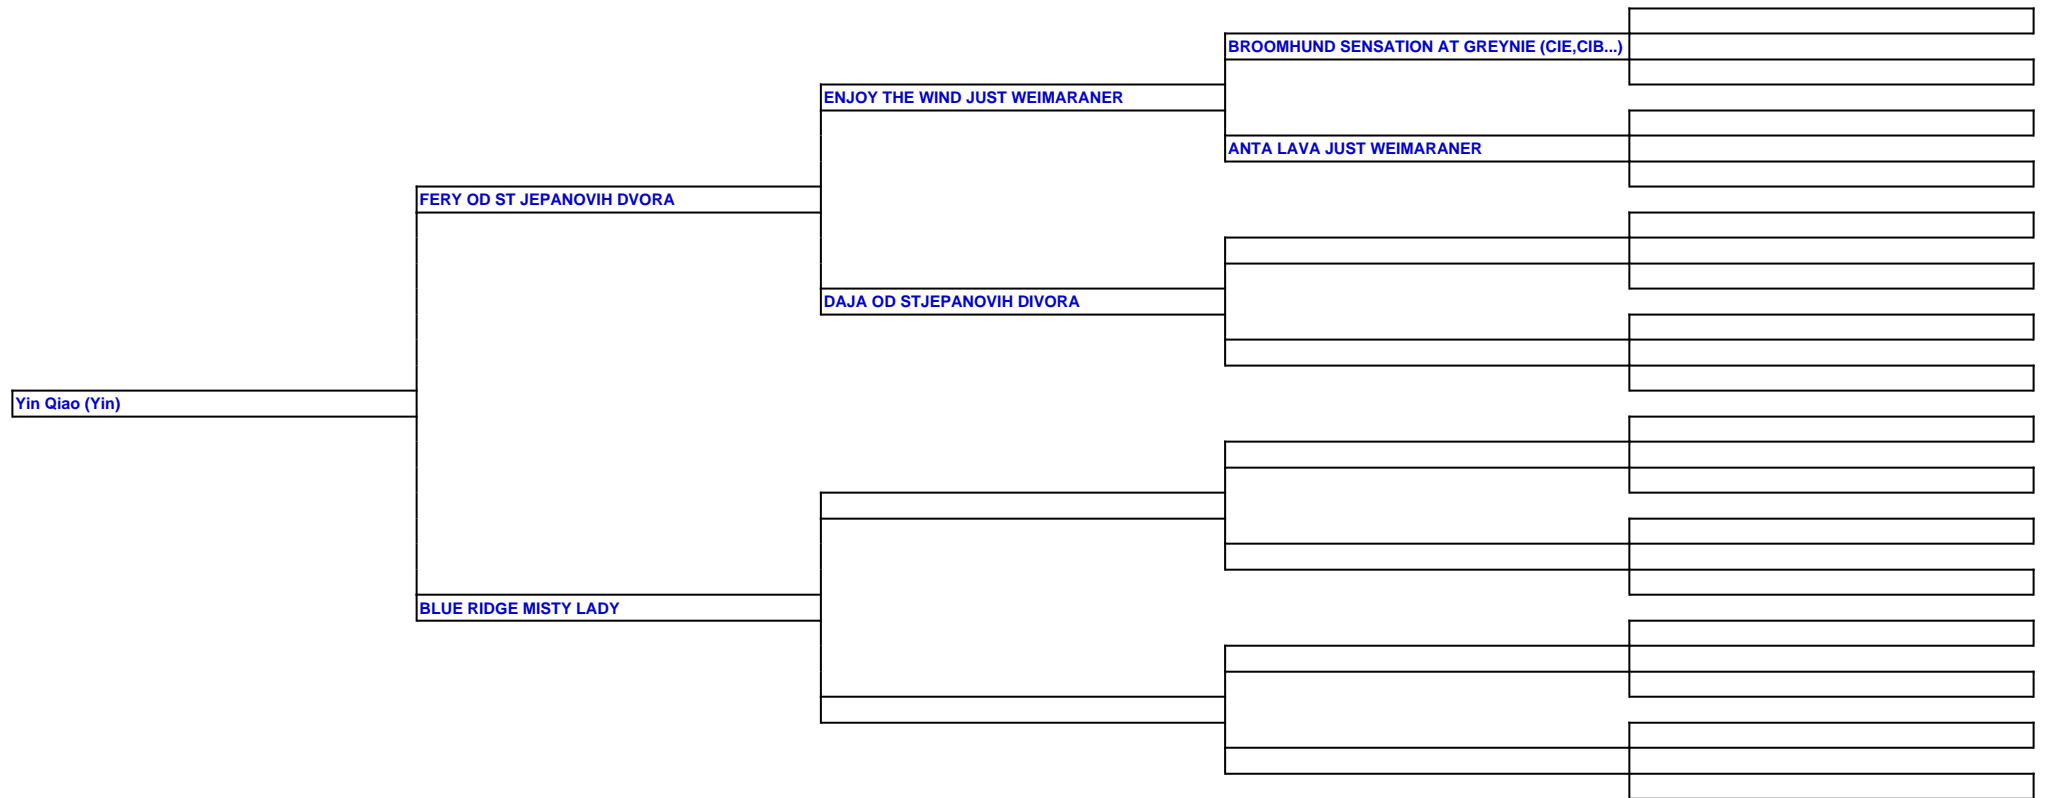 BROOMHUND SENSATION AT GREYNIE (CIE,CIB...)
ENJOY THE WIND JUST WEIMARANER
ANTA LAVA JUST WEIMARANER
FERY OD ST JEPANOVIH DVORA
DAJA OD STJEPANOVIH DIVORA
Yin Qiao (Yin)
BLUE RIDGE MISTY LADY